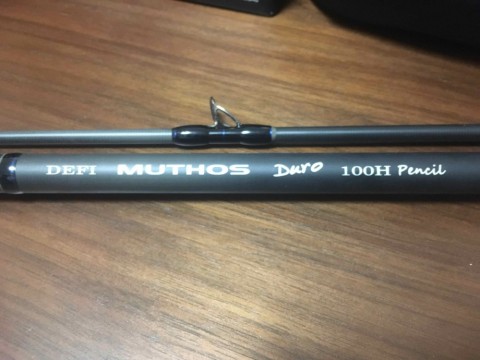 DEFI MUTHOS Duro 100H Pencil